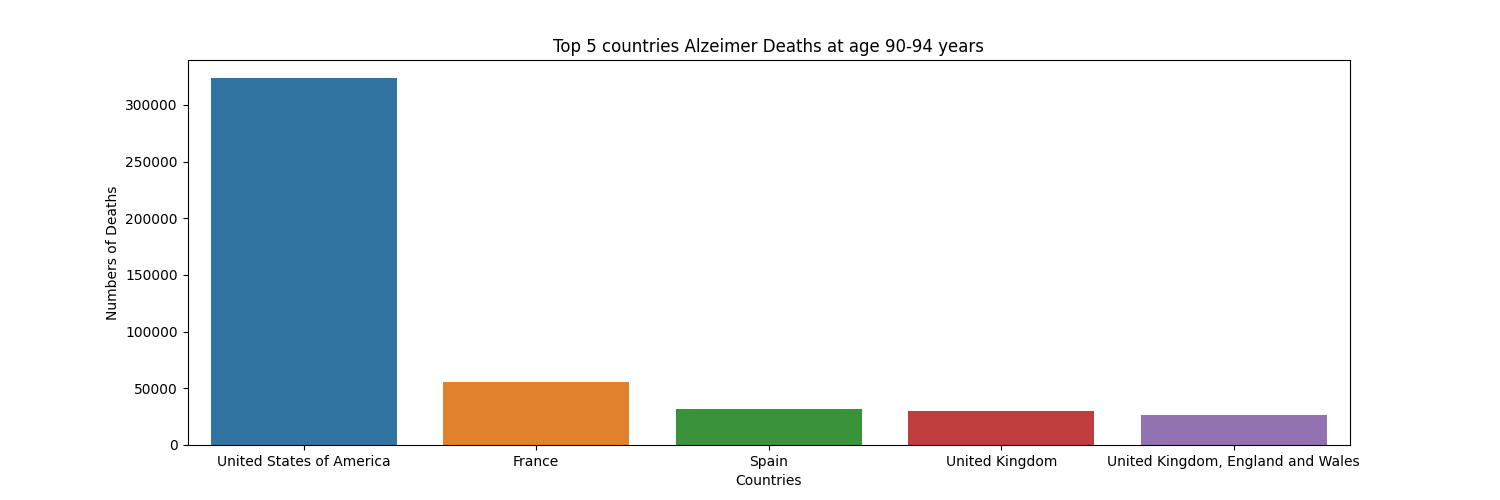 Top 5 countries Alzeimer Deaths at age 90-94 years
Numbers of Deaths
300000
250000
200000
150000
100000
50000
0
United States of America
France
Spain
United Kingdom
United Kingdom, England and Wales
Countries